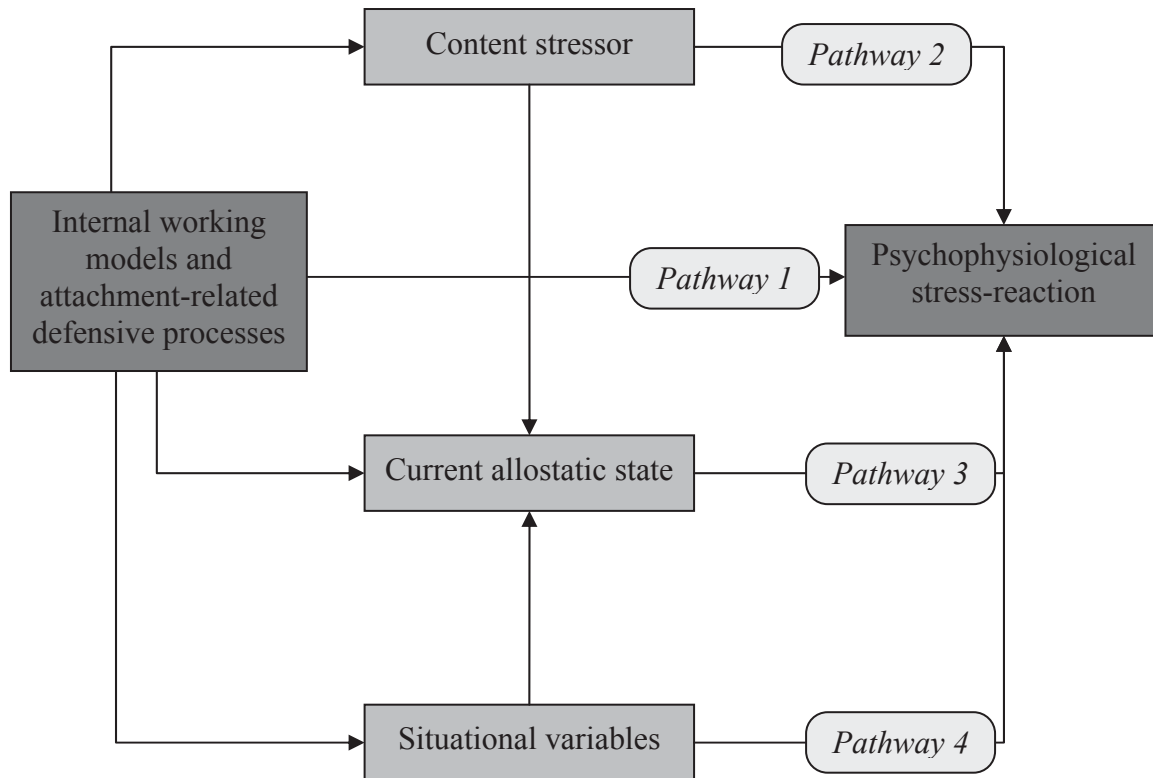 Content stressor
Pathway 2
Internal working
models and
attachment-related
defensive processes
Pathway 1
Psychophysiological
stress-reaction
Current allostatic state
Pathway 3
Situational variables
Pathway 4